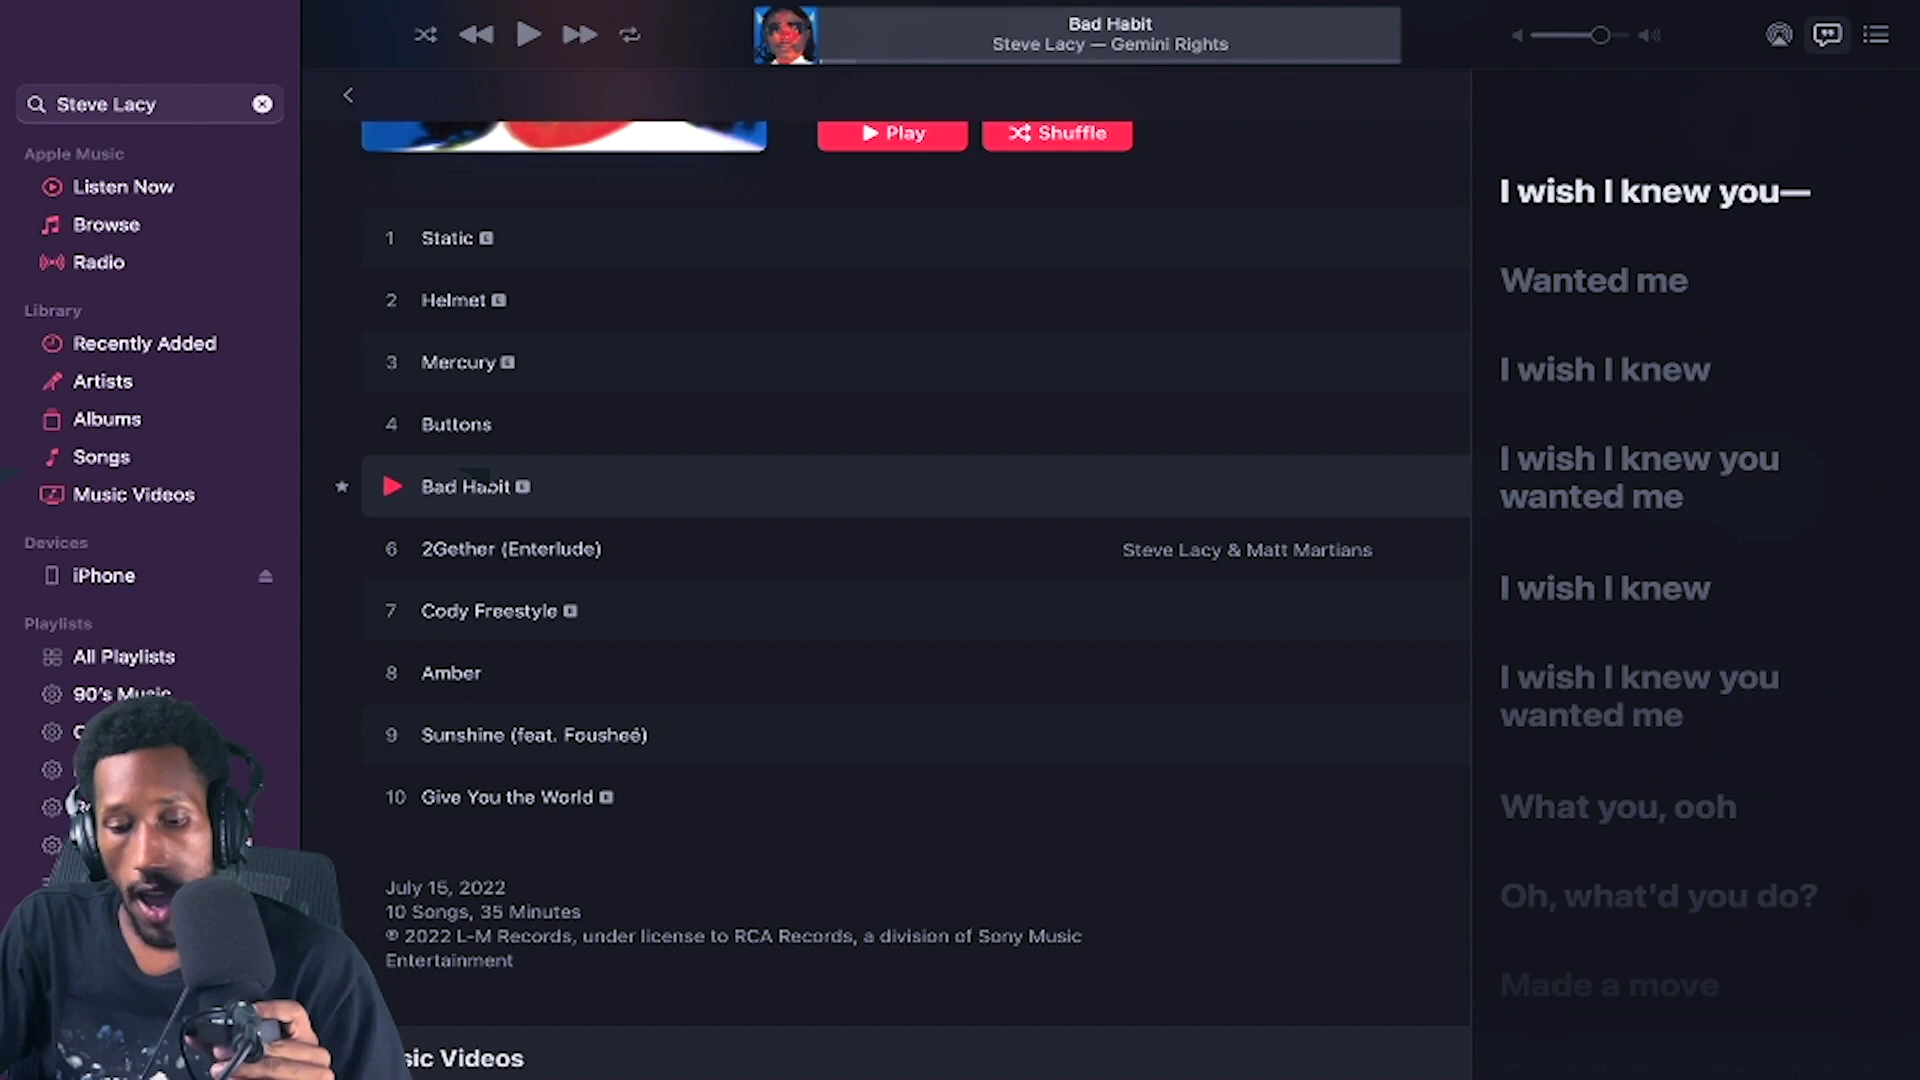 Bad Habit
Steve Lacy — Gemini Rights
Steve Lacy
Apple Music
Listen Now
Browse
Radio
Library
Recently Added
Artists
Albums
Songs
Music Videos
Devices
iPhone
Playlists
All Playlists
90's Music
Play
Shuffle
1 Static E
2 Helmet E
3 Mercury E
4 Buttons
Bad Habit E
6 2Gether (Enterlude) Steve Lacy & Matt Martians
7 Cody Freestyle E
8 Amber
9 Sunshine (feat. Fousheé)
10 Give You the World E
July 15, 2022
10 Songs, 35 Minutes
℗ 2022 L-M Records, under license to RCA Records, a division of Sony Music
Entertainment
sic Videos
I wish I knew you—
Wanted me
I wish I knew
I wish I knew you
wanted me
I wish I knew
I wish I knew you
wanted me
What you, ooh
Oh, what'd you do?
Made a move